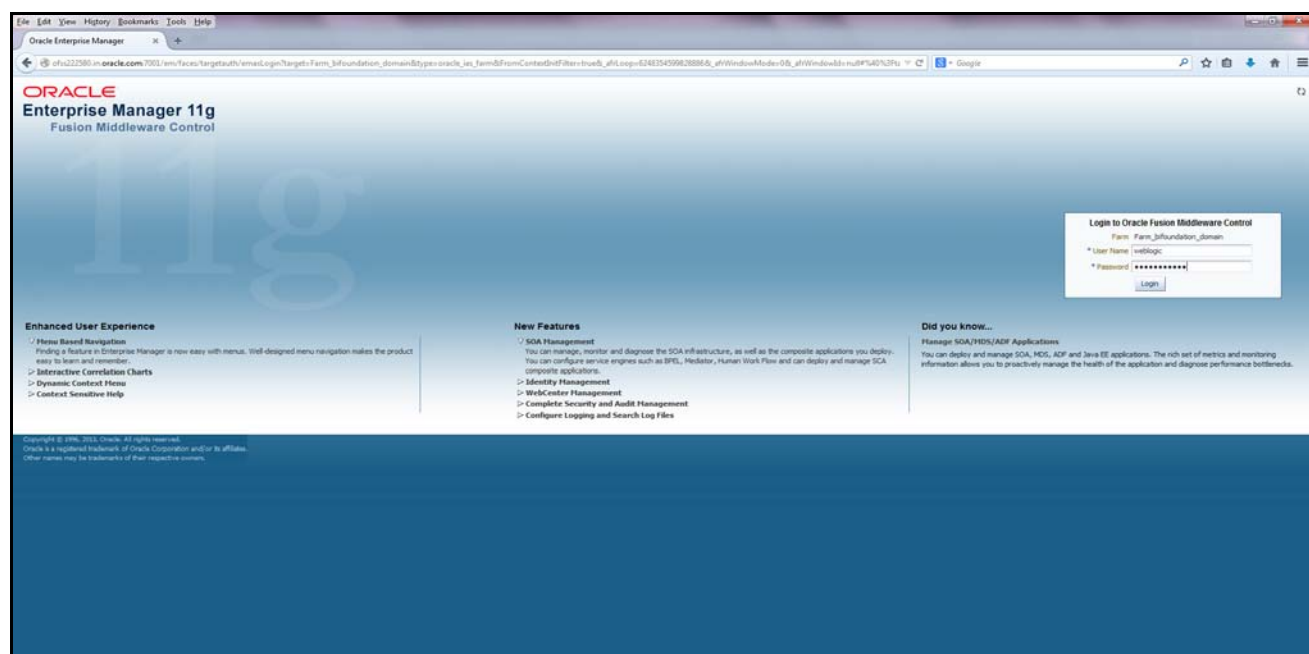 File Edit View History Bookmarks Tools Help
Oracle Enterprise Manager
Google
ORACLE
Enterprise Manager 11g
Fusion Middleware Control
11g
Login to Oracle Fusion Middleware Control
Farm Farm_bifoundation_domain
* User Name weblogic
* Password
Login
Enhanced User Experience
Menu Based Navigation
Finding a feature in Enterprise Manager is now easy with menus. Well-designed menu navigation makes the product
easy to learn and remember.
Interactive Correlation Charts
Dynamic Context Menu
Context Sensitive Help
New Features
SOA Management
You can manage, monitor and diagnose the SOA infrastructure, as well as the composite applications you deploy.
You can configure service engines such as BPEL, Mediator, Human Work Flow and can deploy and manage SCA
composite applications.
Identity Management
WebCenter Management
Complete Security and Audit Management
Configure Logging and Search Log Files
Did you know...
Manage SOA/MDS/ADF Applications
You can deploy and manage SOA, MDS, ADF and Java EE applications. The rich set of metrics and monitoring
information allows you to proactively manage the health of the application and diagnose performance bottlenecks.
Copyright © 1996, 2013, Oracle. All rights reserved.
Oracle is a registered trademark of Oracle Corporation and/or its affiliates.
Other names may be trademarks of their respective owners.